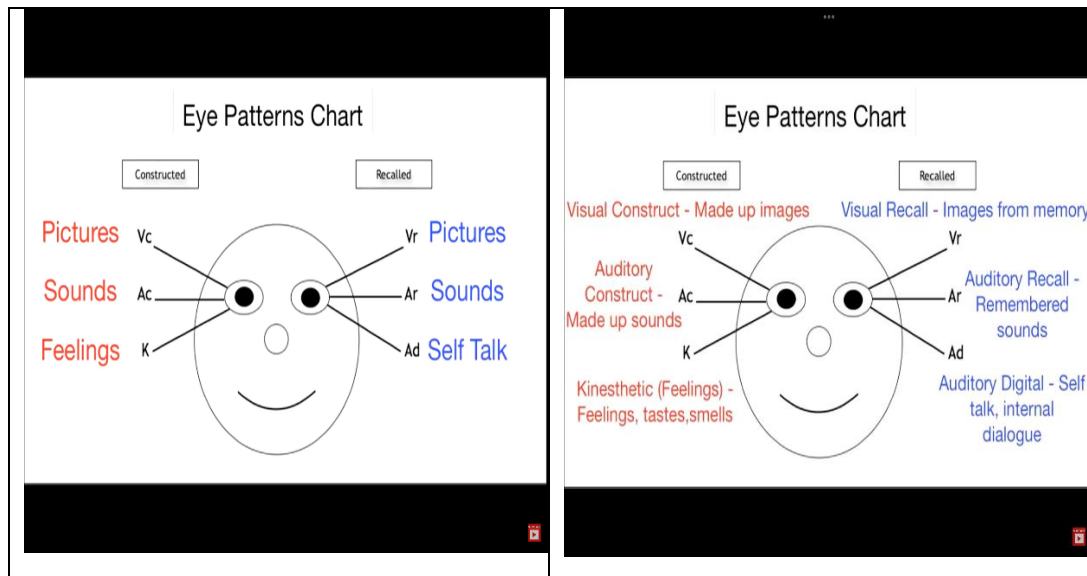 Eye Patterns Chart
Constructed
Recalled
Pictures Vc
Vr Pictures
Sounds Ac
Ar Sounds
Feelings K
Ad Self Talk
Eye Patterns Chart
Constructed
Recalled
Visual Construct - Made up images
Visual Recall - Images from memory
Vc
Vr
Auditory
Construct -
Made up sounds
Ac
Ar
Auditory Recall -
Remembered
sounds
K
Ad
Kinesthetic (Feelings) -
Feelings, tastes,smells
Auditory Digital - Self
talk, internal
dialogue